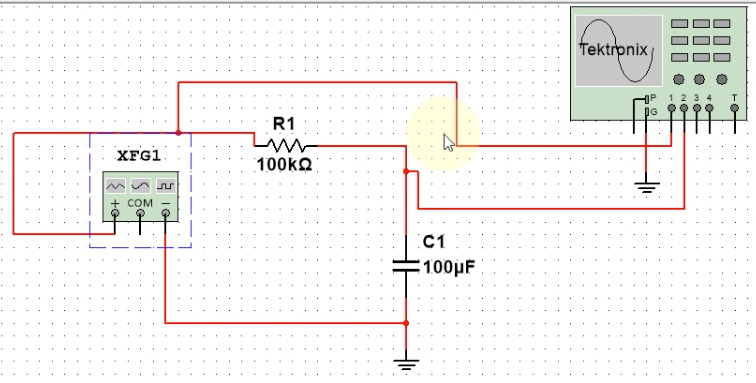 Tektronix
P 1 2 3 4 T
G
R1
100kΩ
XFG1
+ COM −
C1
100µF